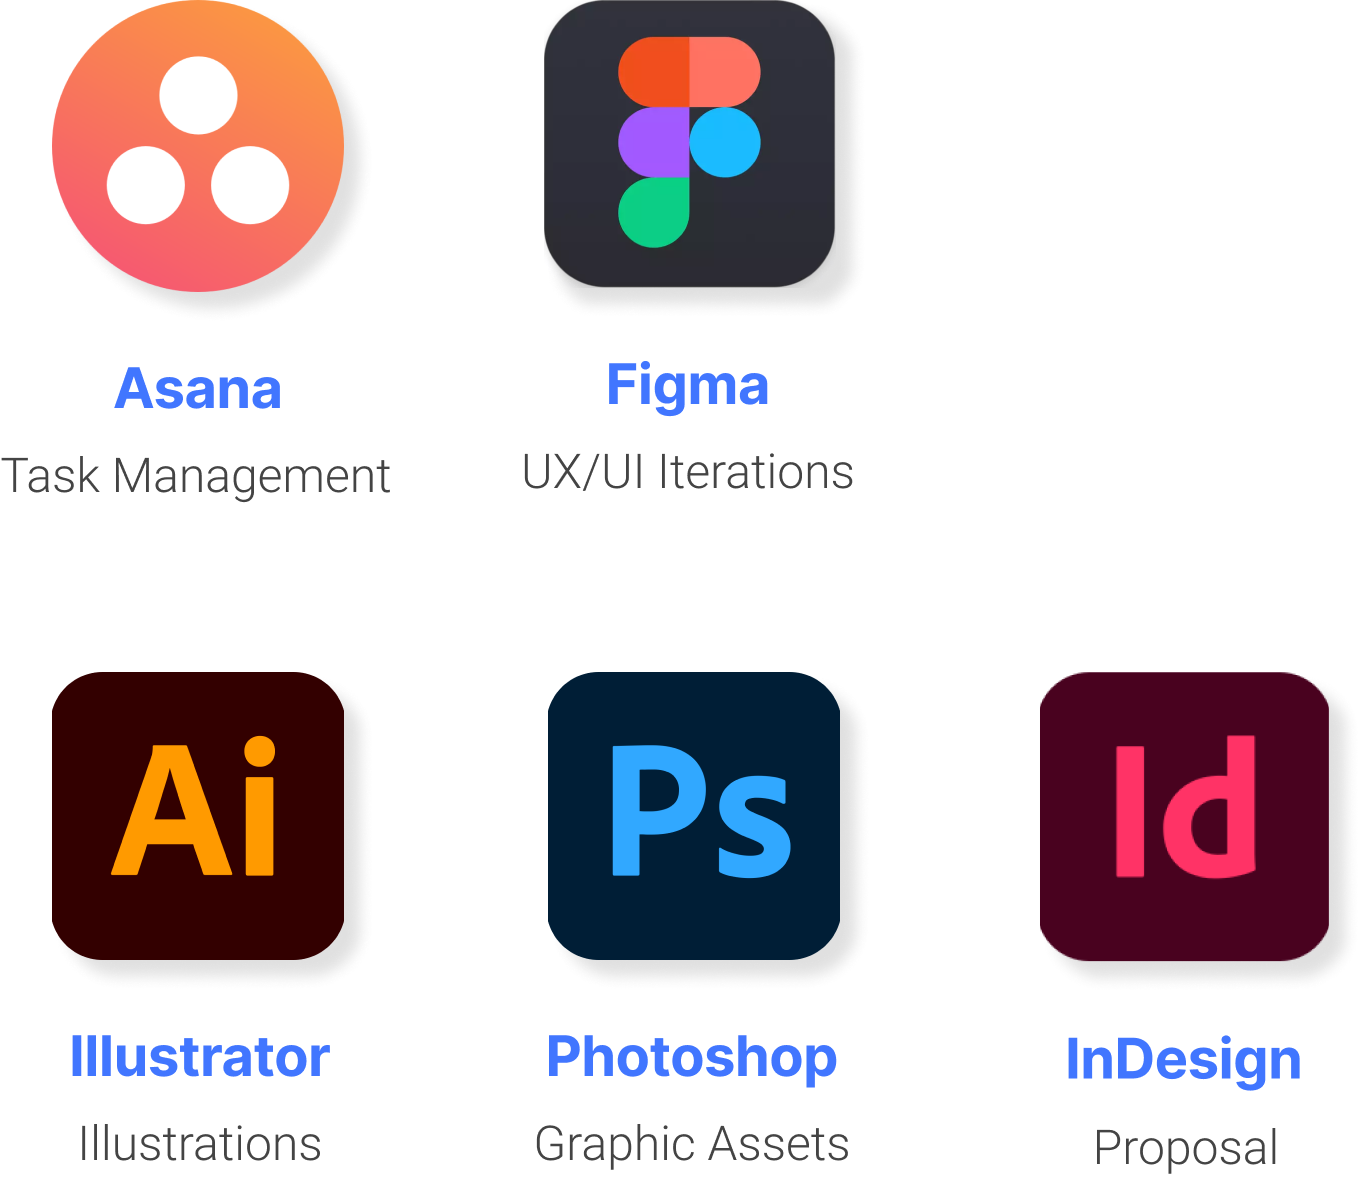 Asana
Task Management
Figma
UX/UI Iterations
Ai
Illustrator
Illustrations
Ps
Photoshop
Graphic Assets
Id
InDesign
Proposal